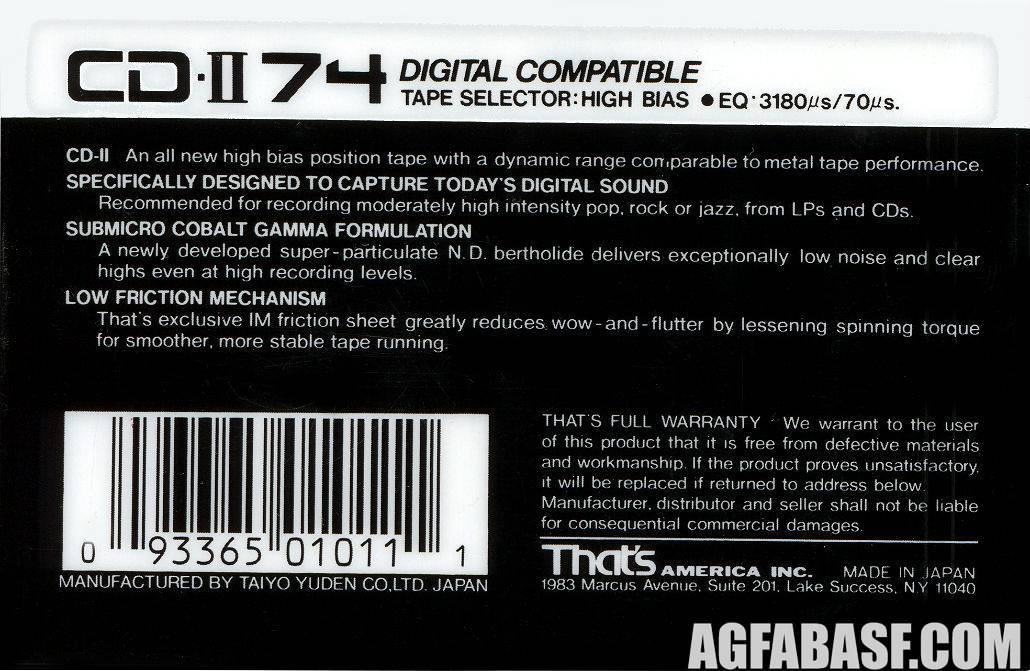 CD·II 74 DIGITAL COMPATIBLE
TAPE SELECTOR: HIGH BIAS ● EQ· 3180µs/70µs.
CD-II An all new high bias position tape with a dynamic range comparable to metal tape performance.
SPECIFICALLY DESIGNED TO CAPTURE TODAY'S DIGITAL SOUND
Recommended for recording moderately high intensity pop, rock or jazz, from LPs and CDs.
SUBMICRO COBALT GAMMA FORMULATION
A newly developed super-particulate N.D. bertholide delivers exceptionally low noise and clear
highs even at high recording levels.
LOW FRICTION MECHANISM
That's exclusive IM friction sheet greatly reduces wow-and-flutter by lessening spinning torque
for smoother, more stable tape running.
0 93365 01011 1
MANUFACTURED BY TAIYO YUDEN CO,LTD. JAPAN
THAT'S FULL WARRANTY · We warrant to the user
of this product that it is free from defective materials
and workmanship. If the product proves unsatisfactory,
it will be replaced if returned to address below.
Manufacturer, distributor and seller shall not be liable
for consequential commercial damages.
That's AMERICA INC. MADE IN JAPAN
1983 Marcus Avenue, Suite 201, Lake Success, N.Y 11040
AGFABASF.COM